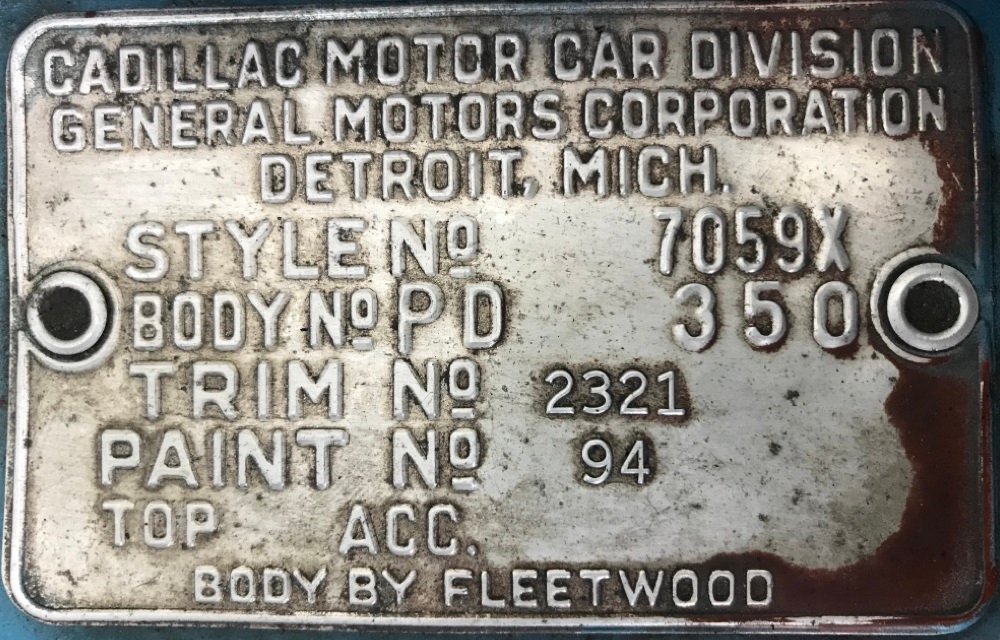 CADILLAC MOTOR CAR DIVISION
GENERAL MOTORS CORPORATION
DETROIT, MICH.
STYLE Nº 7059X
BODY Nº PD 350
TRIM Nº 2321
PAINT Nº 94
TOP ACC.
BODY BY FLEETWOOD